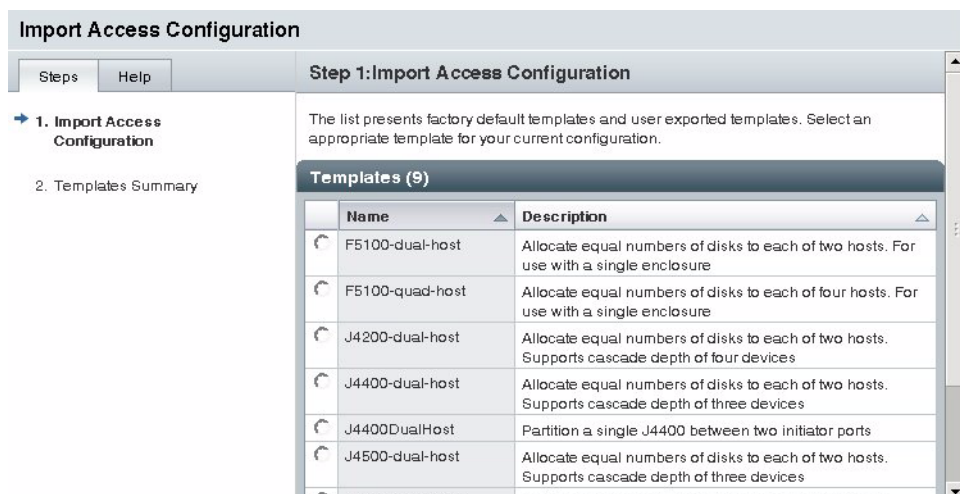 Import Access Configuration
Steps
Help
1. Import Access
Configuration
2. Templates Summary
Step 1:Import Access Configuration
The list presents factory default templates and user exported templates. Select an
appropriate template for your current configuration.
Templates (9)
Name
Description
F5100-dual-host
Allocate equal numbers of disks to each of two hosts. For
use with a single enclosure
F5100-quad-host
Allocate equal numbers of disks to each of four hosts. For
use with a single enclosure
J4200-dual-host
Allocate equal numbers of disks to each of two hosts.
Supports cascade depth of four devices
J4400-dual-host
Allocate equal numbers of disks to each of two hosts.
Supports cascade depth of three devices
J4400DualHost
Partition a single J4400 between two initiator ports
J4500-dual-host
Allocate equal numbers of disks to each of two hosts.
Supports cascade depth of three devices